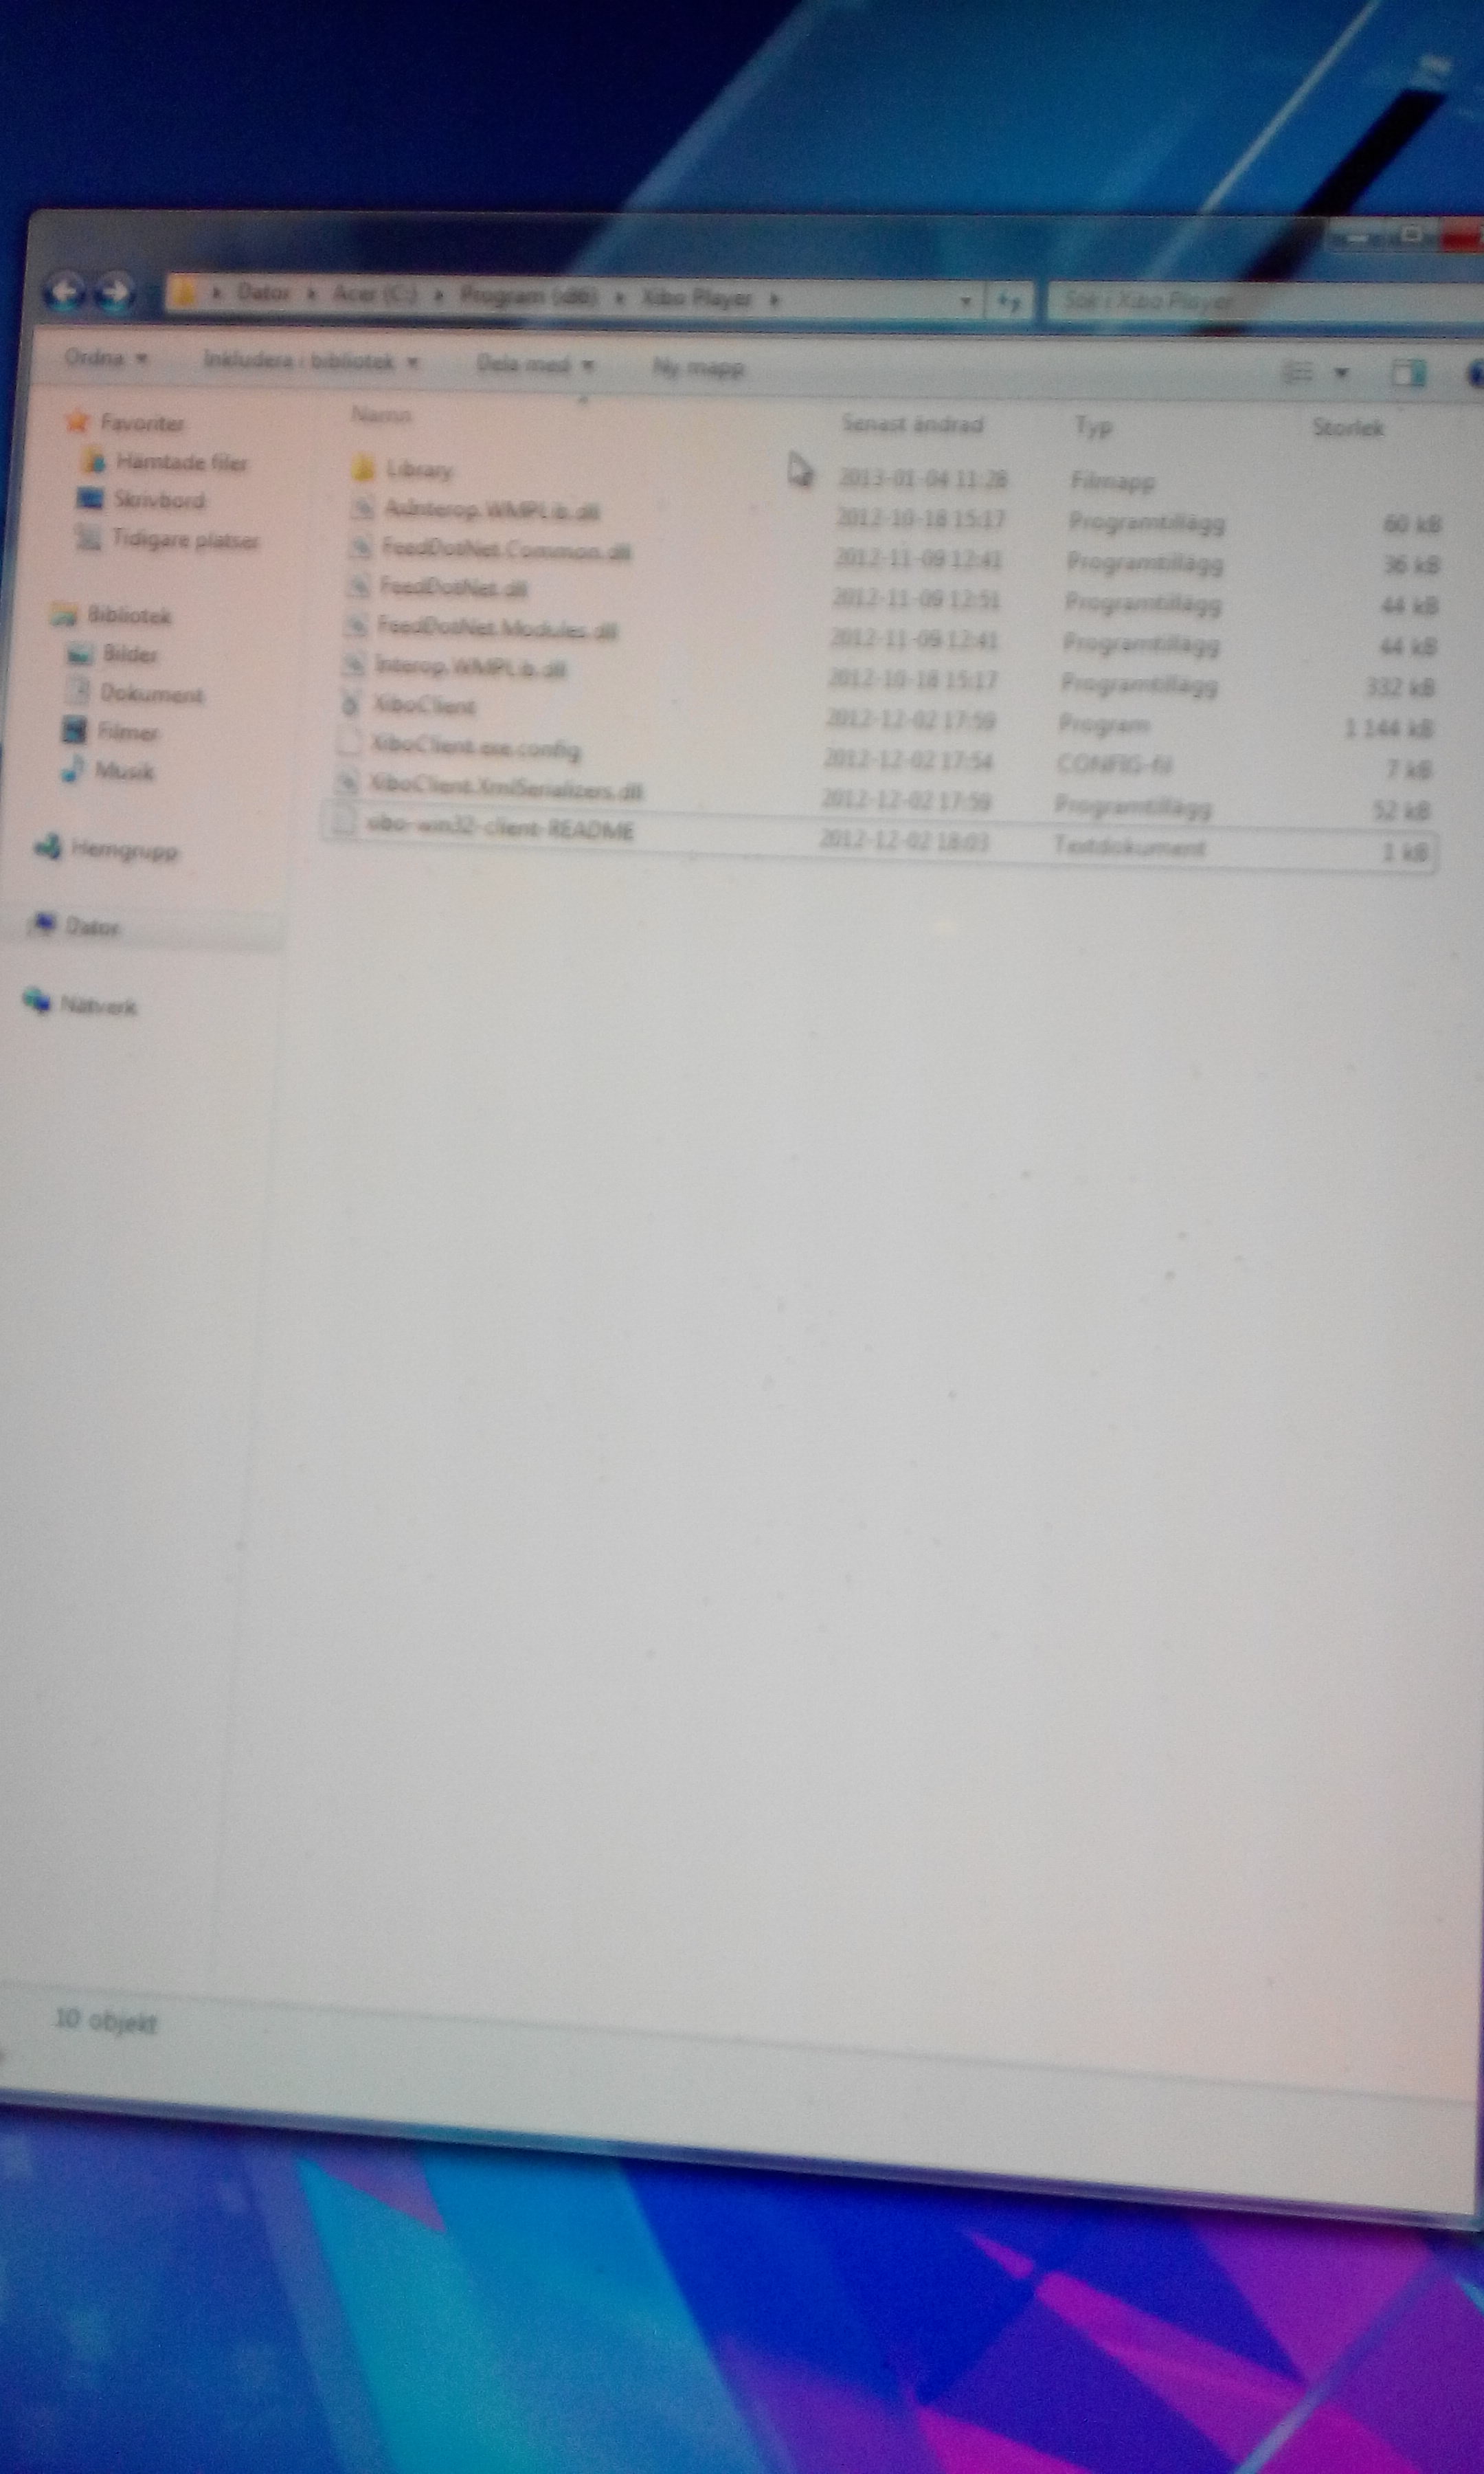 Dator Acer (C:) Program (x86) Xibo Player
Sök i Xibo Player
Ordna Inkludera i bibliotek Dela med Ny mapp
Namn Senast ändrad Typ Storlek
Favoriter
Hämtade filer
Skrivbord
Tidigare platser
Bibliotek
Bilder
Dokument
Filmer
Musik
Hemgrupp
Dator
Nätverk
Library 2013-01-04 11:28 Filmapp
AxInterop.WMPLib.dll 2012-10-18 15:17 Programtillägg 60 kB
FeedDotNet.Common.dll 2012-11-09 12:41 Programtillägg 36 kB
FeedDotNet.dll 2012-11-09 12:51 Programtillägg 44 kB
FeedDotNet.Modules.dll 2012-11-09 12:41 Programtillägg 44 kB
Interop.WMPLib.dll 2012-10-18 15:17 Programtillägg 332 kB
XiboClient 2012-12-02 17:59 Program 1 144 kB
XiboClient.exe.config 2012-12-02 17:54 CONFIG-fil 7 kB
XiboClient.XmlSerializers.dll 2012-12-02 17:59 Programtillägg 52 kB
xibo-win32-client-README 2012-12-02 18:03 Textdokument 1 kB
10 objekt